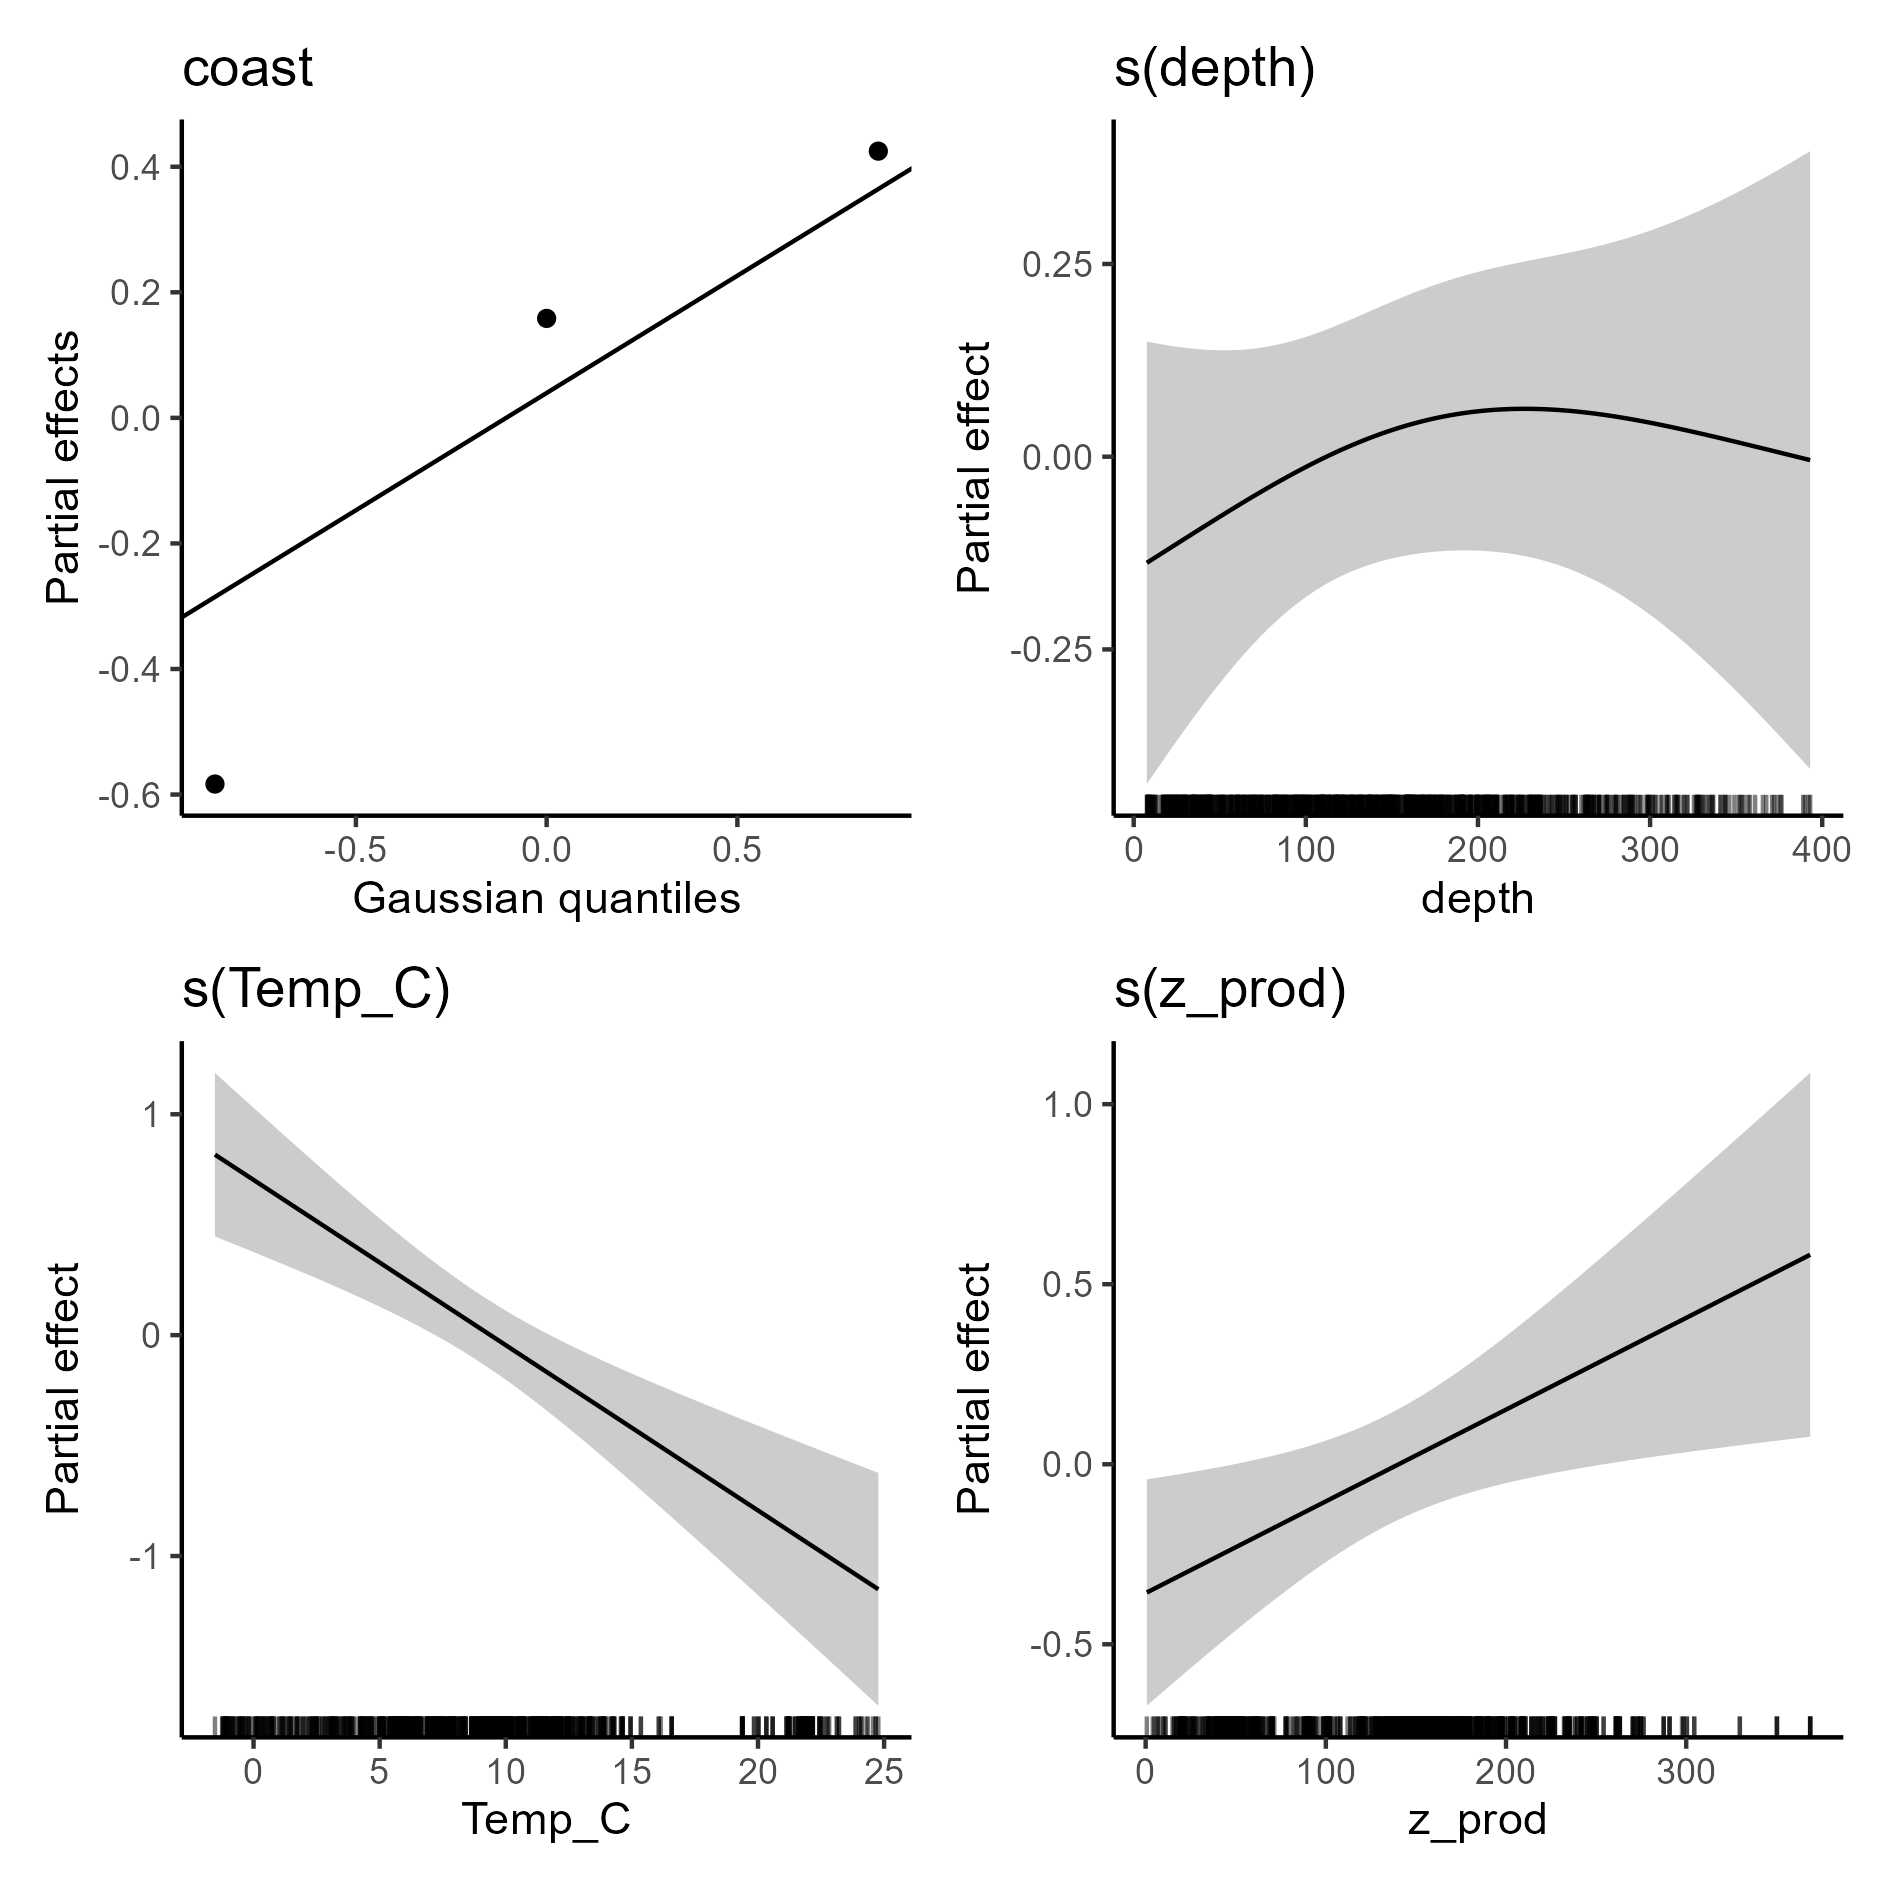 coast
Partial effects
0.4
0.2
0.0
-0.2
-0.4
-0.6
-0.5 0.0 0.5
Gaussian quantiles
s(depth)
Partial effect
0.25
0.00
-0.25
0 100 200 300 400
depth
s(Temp_C)
Partial effect
1
0
-1
0 5 10 15 20 25
Temp_C
s(z_prod)
Partial effect
1.0
0.5
0.0
-0.5
0 100 200 300
z_prod